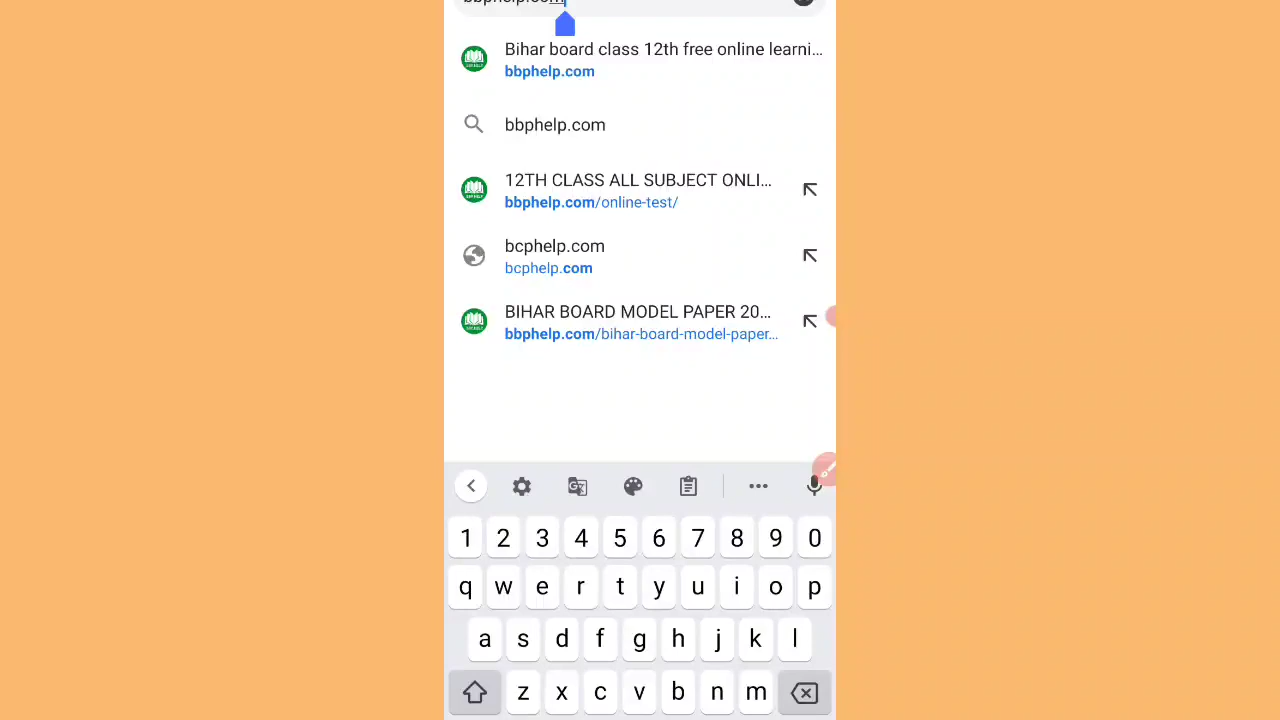 bbphelp.com
Bihar board class 12th free online learni...
bbphelp.com
bbphelp.com
12TH CLASS ALL SUBJECT ONLI...
bbphelp.com/online-test/
bcphelp.com
bcphelp.com
BIHAR BOARD MODEL PAPER 20...
bbphelp.com/bihar-board-model-paper...
1 2 3 4 5 6 7 8 9 0
q w e r t y u i o p
a s d f g h j k l
z x c v b n m